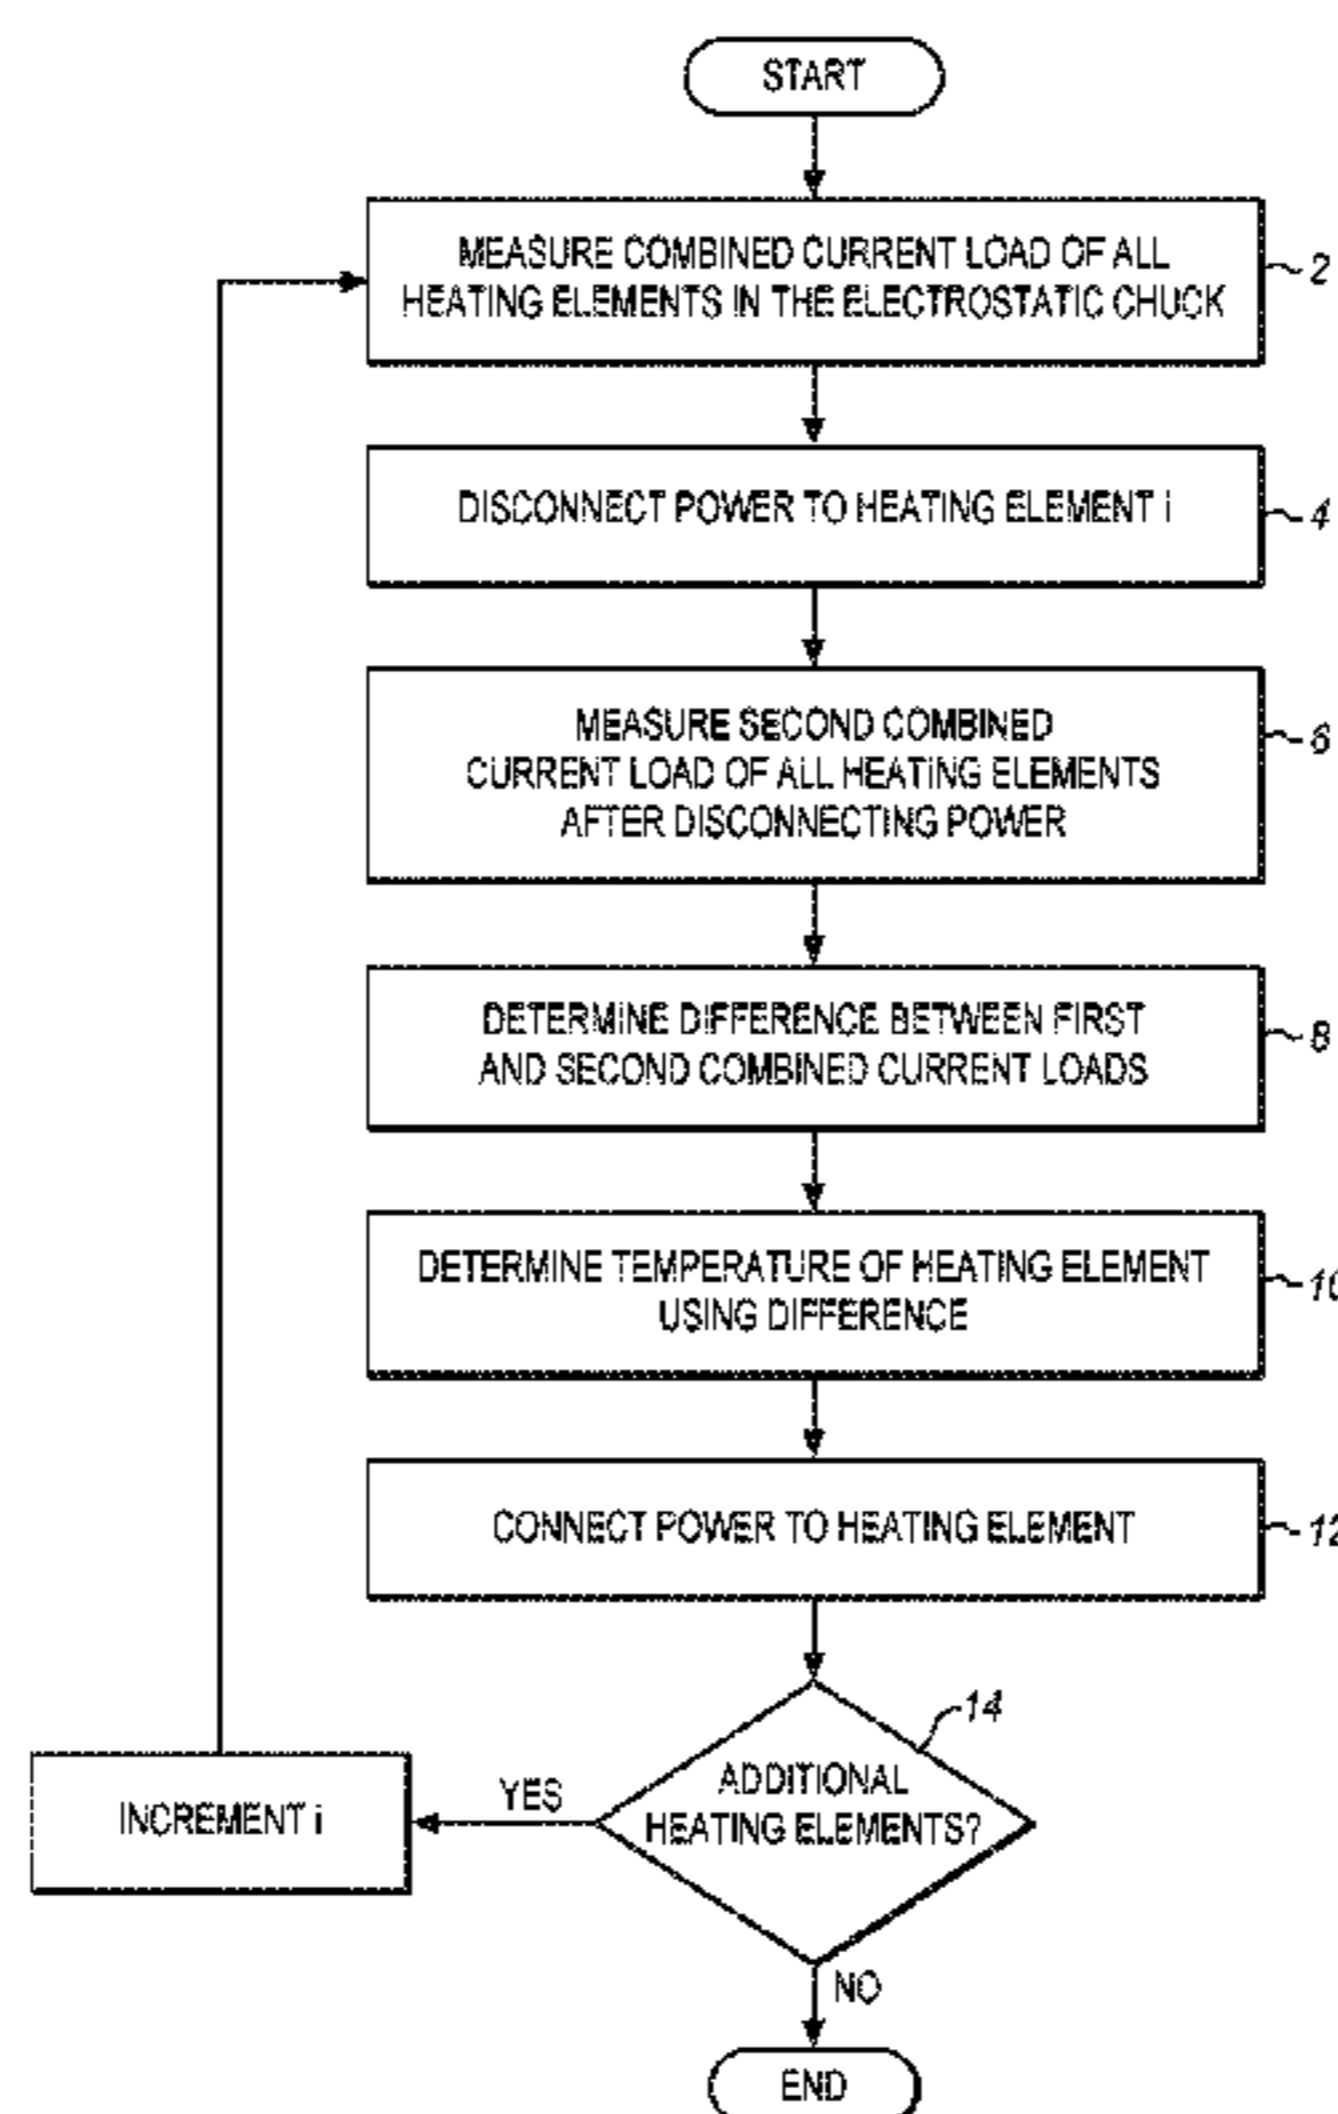 START
MEASURE COMBINED CURRENT LOAD OF ALL
HEATING ELEMENTS IN THE ELECTROSTATIC CHUCK
2
DISCONNECT POWER TO HEATING ELEMENT i
4
MEASURE SECOND COMBINED
CURRENT LOAD OF ALL HEATING ELEMENTS
AFTER DISCONNECTING POWER
6
DETERMINE DIFFERENCE BETWEEN FIRST
AND SECOND COMBINED CURRENT LOADS
8
DETERMINE TEMPERATURE OF HEATING ELEMENT
USING DIFFERENCE
10
CONNECT POWER TO HEATING ELEMENT
12
14
ADDITIONAL
HEATING ELEMENTS?
YES
INCREMENT i
NO
END